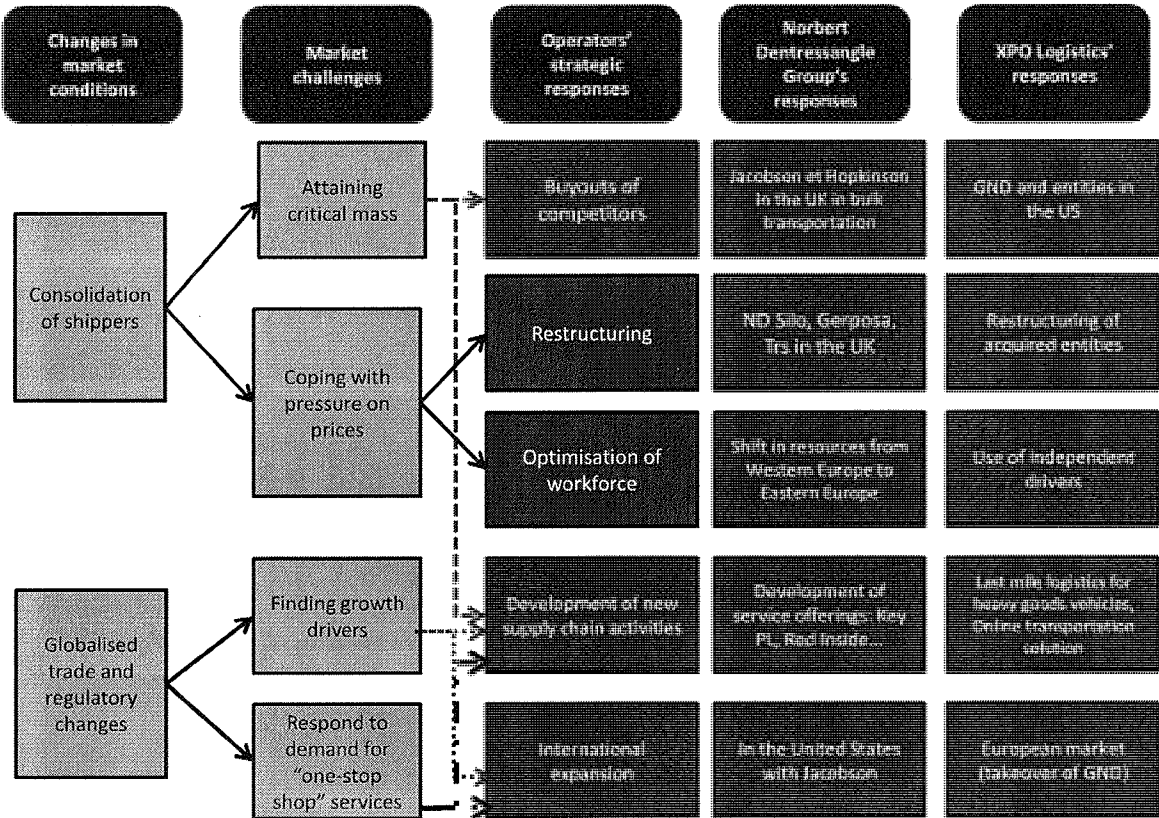 Changes in
market
conditions
Market
challenges
Operators'
strategic
responses
Norbert
Dentressangle
Group's
responses
XPO Logistics'
responses
Consolidation
of shippers
Attaining
critical mass
Buyouts of
competitors
Jacobson et Hopkinson
in the UK in bulk
transportation
GND and entities in
the US
Coping with
pressure on
prices
Restructuring
ND Silo, Gerposa,
Trs in the UK
Restructuring of
acquired entities
Optimisation of
workforce
Shift in resources from
Western Europe to
Eastern Europe
Use of independent
drivers
Globalised
trade and
regulatory
changes
Finding growth
drivers
Development of new
supply chain activities
Development of
service offerings: Key
PL, Red Inside...
Last mile logistics for
heavy goods vehicles,
Online transportation
solution
Respond to
demand for
"one-stop
shop" services
International
expansion
In the United States
with Jacobson
European market
(takeover of GND)